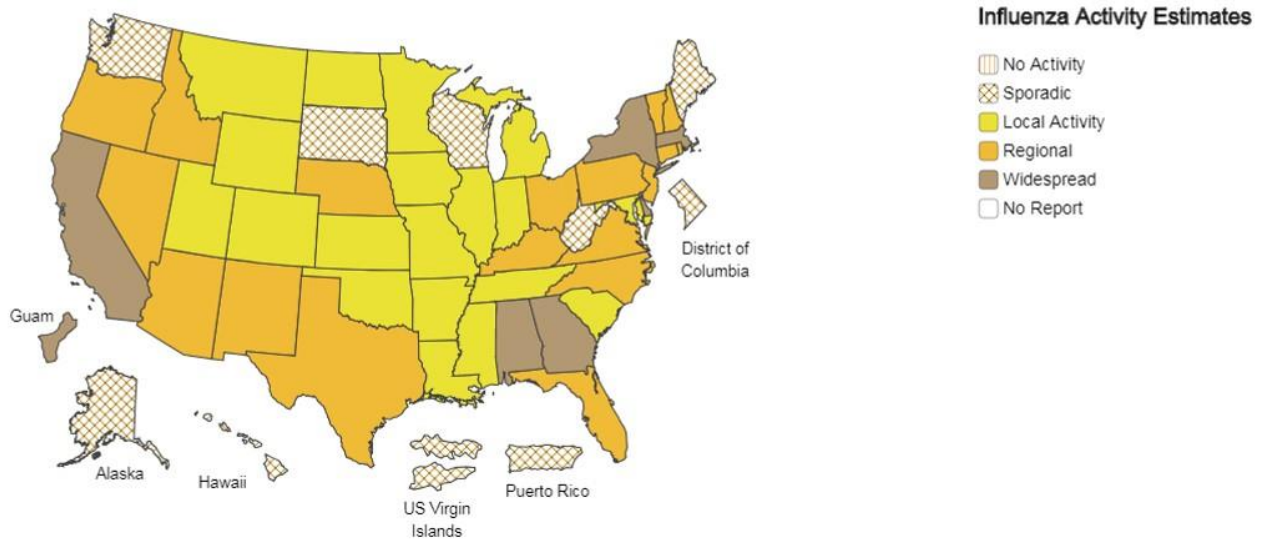 Influenza Activity Estimates
No Activity
Sporadic
Local Activity
Regional
Widespread
No Report
District of
Columbia
Guam
Alaska
Hawaii
US Virgin
Islands
Puerto Rico